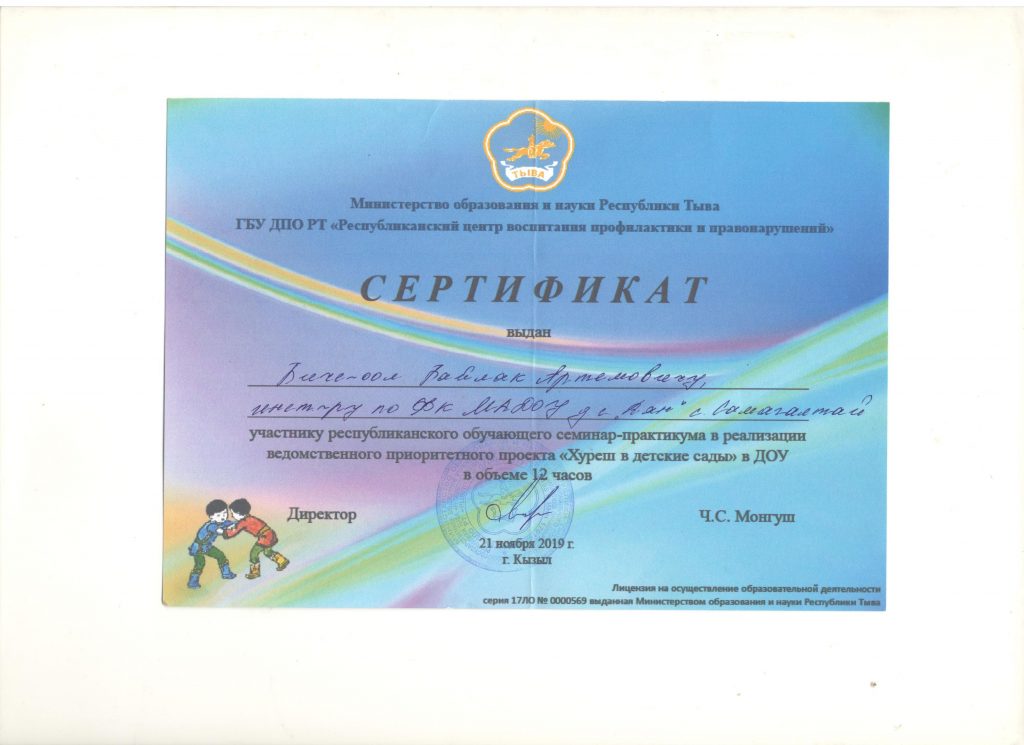 ТЫВА
Министерство образования и науки Республики Тыва
ГБУ ДПО РТ «Республиканский центр воспитания профилактики и правонарушений»
СЕРТИФИКАТ
выдан
Биче-оол Байлак Артемовичу,
инстру по ФК МАДОУ д с „Аян" с. Самагалтай
участнику республиканского обучающего семинар-практикума в реализации
ведомственного приоритетного проекта «Хуреш в детские сады» в ДОУ
в объеме 12 часов
Директор
Ч.С. Монгуш
21 ноября 2019 г.
г. Кызыл
Лицензия на осуществление образовательной деятельности
серия 17ЛО № 0000569 выданная Министерством образования и науки Республики Тыва